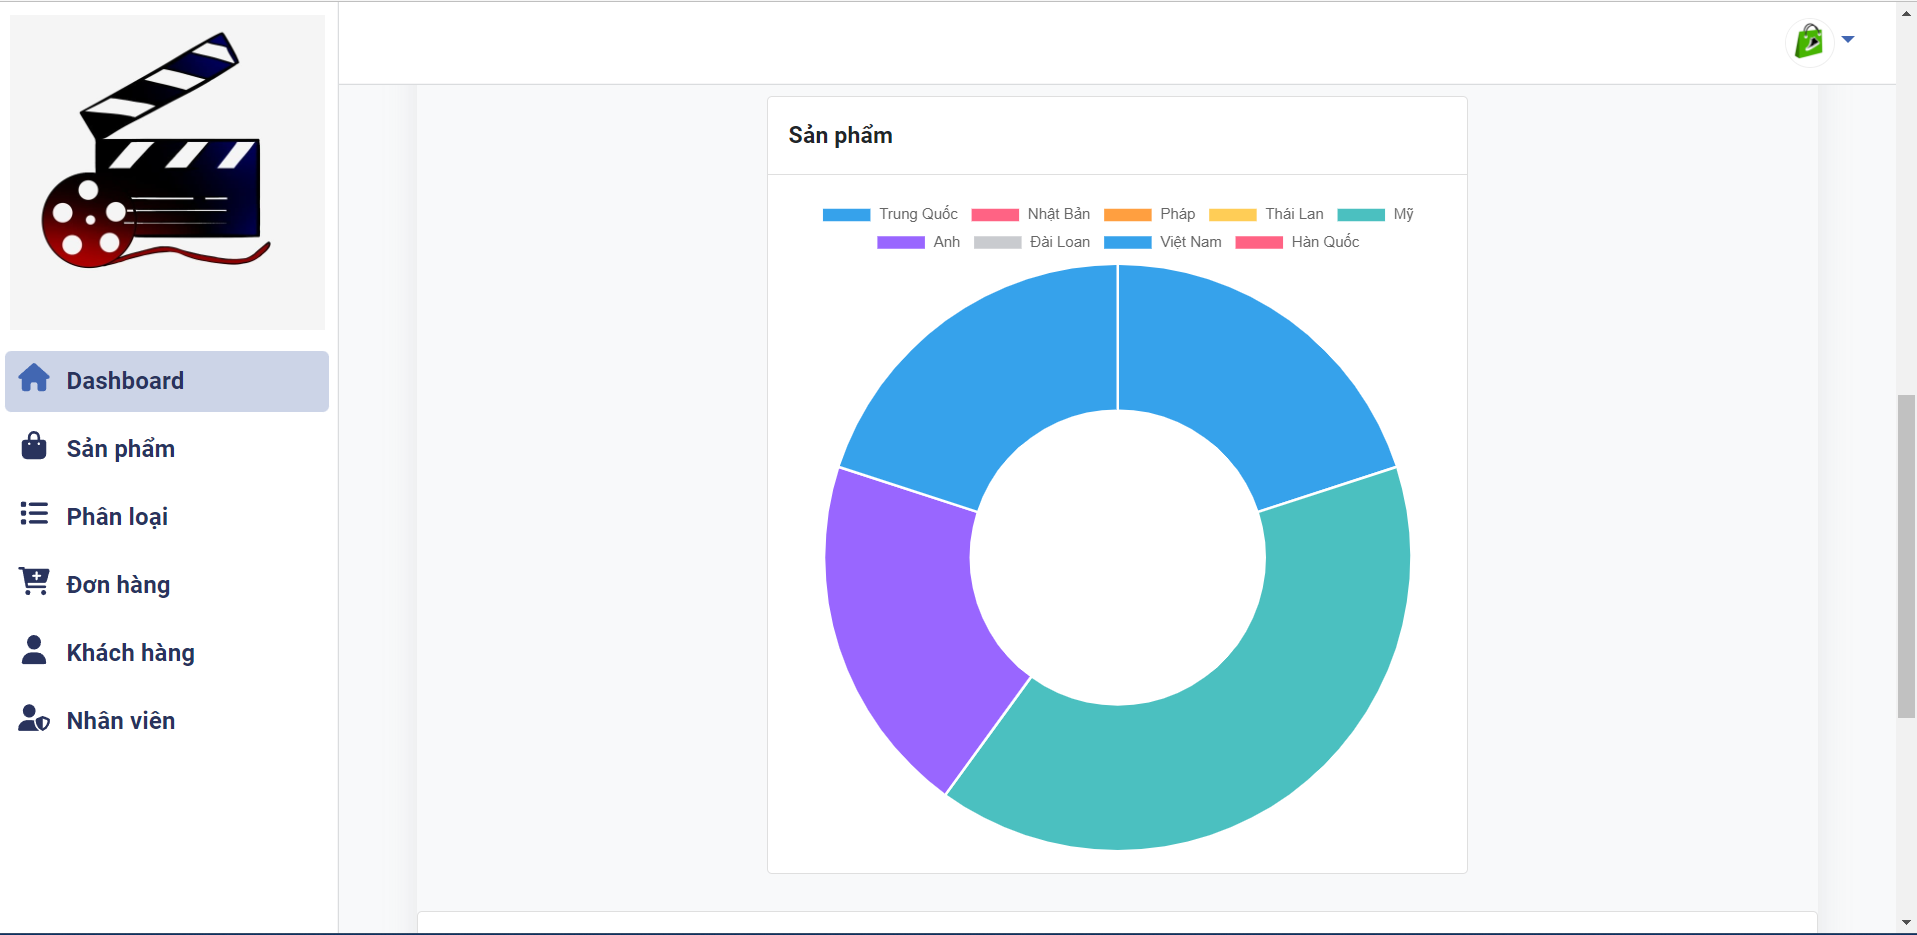 Dashboard
Sản phẩm
Phân loại
Đơn hàng
Khách hàng
Nhân viên
Sản phẩm
Trung Quốc Nhật Bản Pháp Thái Lan Mỹ
Anh Đài Loan Việt Nam Hàn Quốc